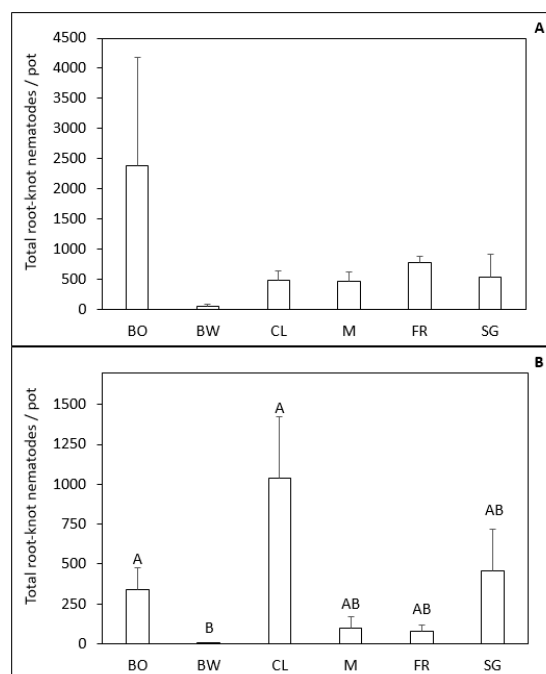 A
Total root-knot nematodes / pot
4500
4000
3500
3000
2500
2000
1500
1000
500
0
BO BW CL M FR SG
B
Total root-knot nematodes / pot
1500
1250
1000
750
500
250
0
A
B
A
AB
AB
AB
BO BW CL M FR SG